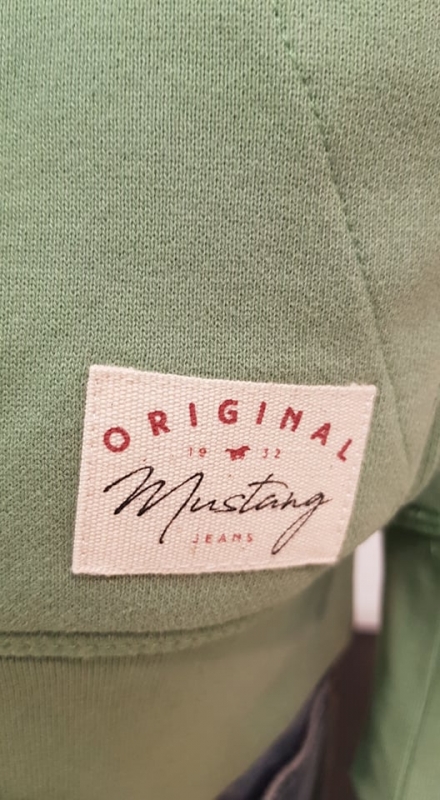 ORIGINAL
19 32
Mustang
JEANS